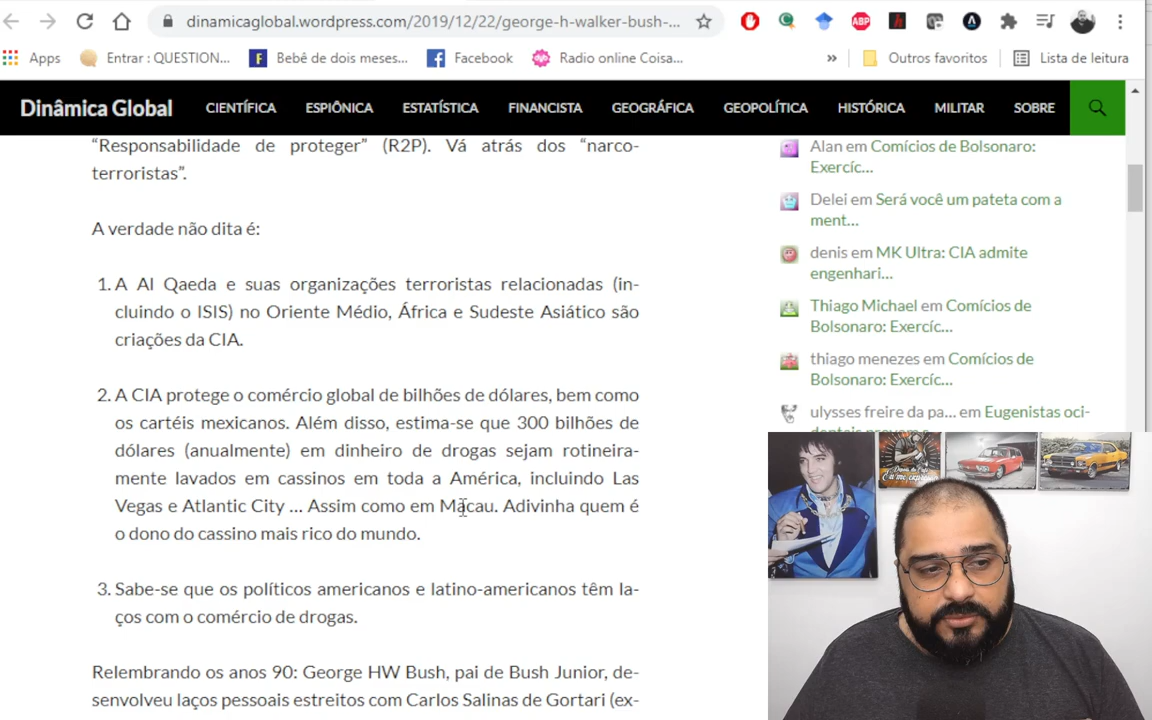 dinamicaglobal.wordpress.com/2019/12/22/george-h-walker-bush-...
Apps
Entrar : QUESTION...
Bebê de dois meses...
Facebook
Radio online Coisa...
»
Outros favoritos
Lista de leitura
Dinâmica Global
CIENTÍFICA
ESPIÔNICA
ESTATÍSTICA
FINANCISTA
GEOGRÁFICA
GEOPOLÍTICA
HISTÓRICA
MILITAR
SOBRE
“Responsabilidade de proteger” (R2P). Vá atrás dos “narco-
terroristas”.
A verdade não dita é:
1. A Al Qaeda e suas organizações terroristas relacionadas (in-
cluindo o ISIS) no Oriente Médio, África e Sudeste Asiático são
criações da CIA.
2. A CIA protege o comércio global de bilhões de dólares, bem como
os cartéis mexicanos. Além disso, estima-se que 300 bilhões de
dólares (anualmente) em dinheiro de drogas sejam rotineira-
mente lavados em cassinos em toda a América, incluindo Las
Vegas e Atlantic City ... Assim como em Macau. Adivinha quem é
o dono do cassino mais rico do mundo.
3. Sabe-se que os políticos americanos e latino-americanos têm la-
ços com o comércio de drogas.
Relembrando os anos 90: George HW Bush, pai de Bush Junior, de-
senvolveu laços pessoais estreitos com Carlos Salinas de Gortari (ex-
Alan em Comícios de Bolsonaro:
Exercíc...
Delei em Será você um pateta com a
ment...
denis em MK Ultra: CIA admite
engenhari...
Thiago Michael em Comícios de
Bolsonaro: Exercíc...
thiago menezes em Comícios de
Bolsonaro: Exercíc...
ulysses freire da pa... em Eugenistas oci-
ABP